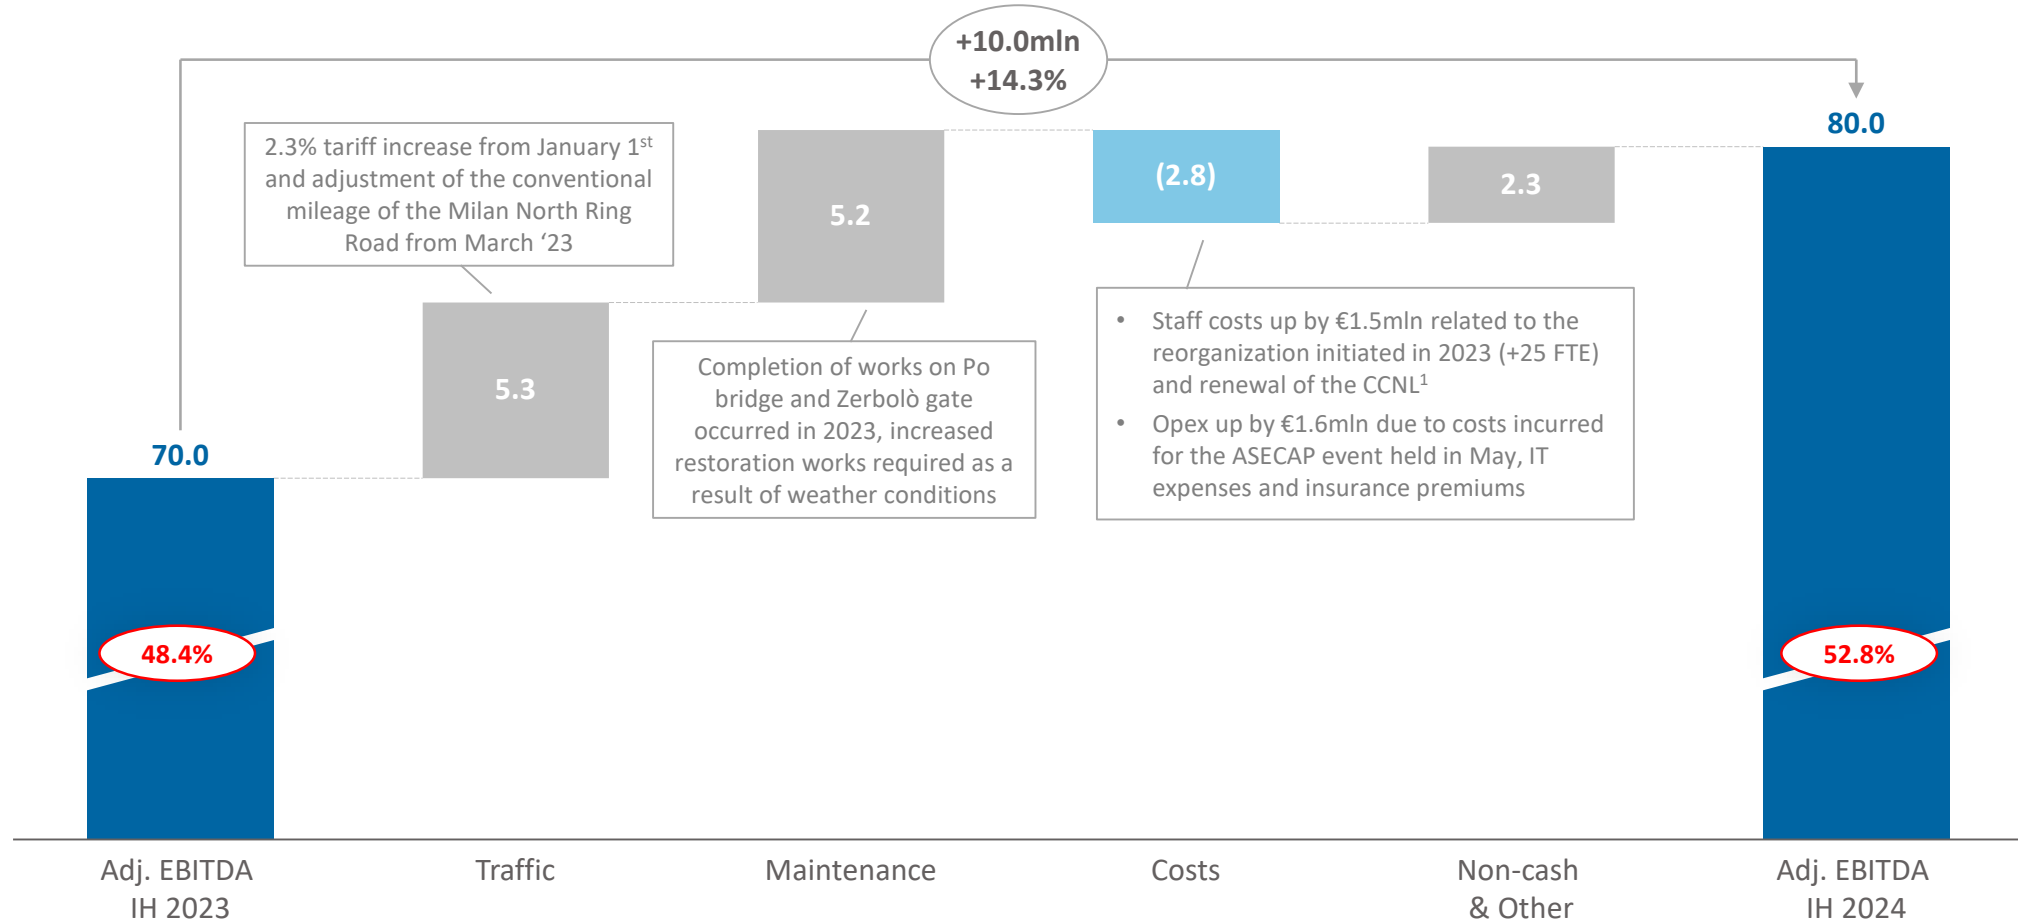 +10.0mln
+14.3%
80.0
2.3% tariff increase from January 1st
and adjustment of the conventional
mileage of the Milan North Ring
Road from March ‘23
5.2
(2.8)
2.3
5.3
70.0
Completion of works on Po
bridge and Zerbolò gate
occurred in 2023, increased
restoration works required as a
result of weather conditions
• Staff costs up by €1.5mln related to the
reorganization initiated in 2023 (+25 FTE)
and renewal of the CCNL1
• Opex up by €1.6mln due to costs incurred
for the ASECAP event held in May, IT
expenses and insurance premiums
48.4%
52.8%
Adj. EBITDA
IH 2023
Traffic
Maintenance
Costs
Non-cash
& Other
Adj. EBITDA
IH 2024